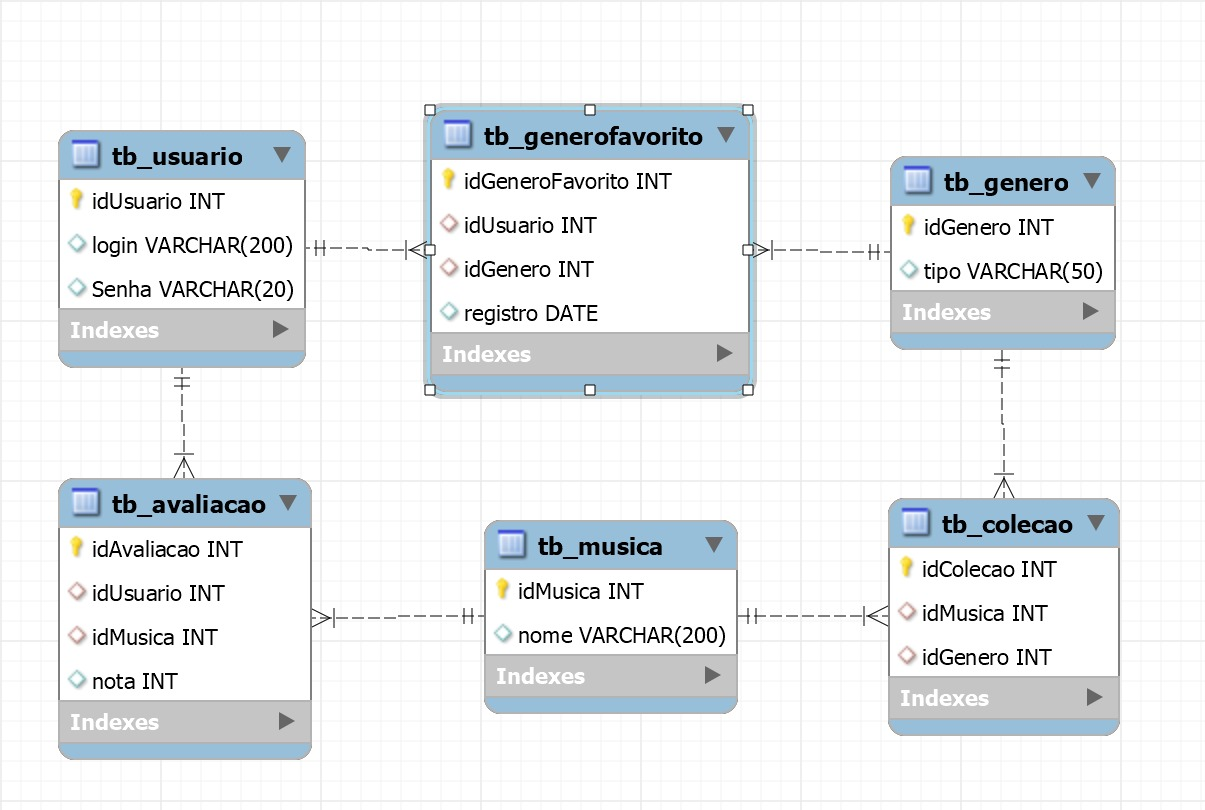 tb_usuario
idUsuario INT
login VARCHAR(200)
Senha VARCHAR(20)
Indexes
tb_generofavorito
idGeneroFavorito INT
idUsuario INT
idGenero INT
registro DATE
Indexes
tb_genero
idGenero INT
tipo VARCHAR(50)
Indexes
tb_avaliacao
idAvaliacao INT
idUsuario INT
idMusica INT
nota INT
Indexes
tb_musica
idMusica INT
nome VARCHAR(200)
Indexes
tb_colecao
idColecao INT
idMusica INT
idGenero INT
Indexes